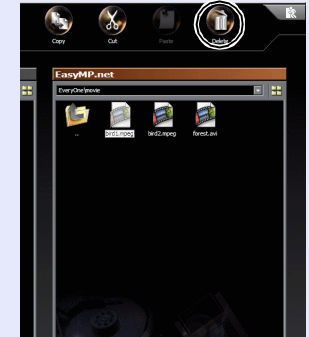 Copy Cut Paste Delete
EasyMP.net
EveryOne\movie
.. bird1.mpeg bird2.mpeg forest.avi